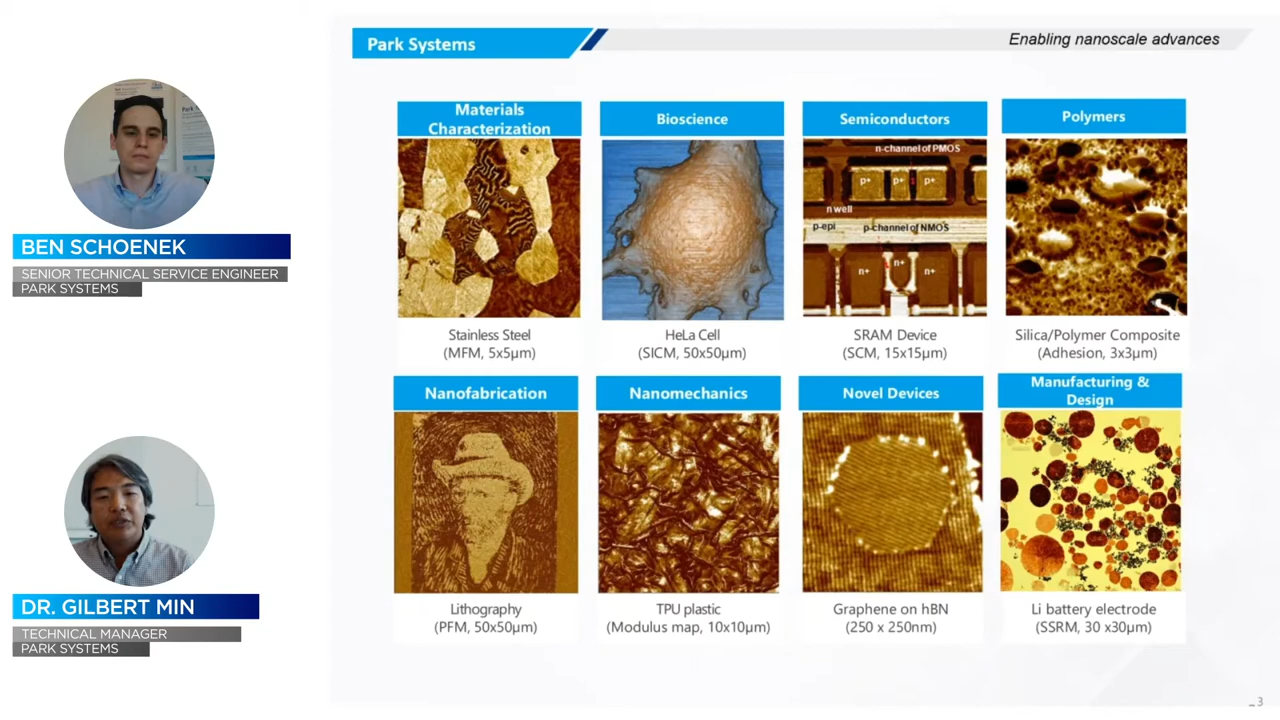 Park Systems
Enabling nanoscale advances
BEN SCHOENEK
SENIOR TECHNICAL SERVICE ENGINEER
PARK SYSTEMS
DR. GILBERT MIN
TECHNICAL MANAGER
PARK SYSTEMS
Materials
Characterization
Stainless Steel
(MFM, 5x5µm)
Bioscience
HeLa Cell
(SICM, 50x50µm)
Semiconductors
n-channel of PMOS
p+
p+
p+
n well
p-epi
p-channel of NMOS
n+
n+
n+
SRAM Device
(SCM, 15x15µm)
Polymers
Silica/Polymer Composite
(Adhesion, 3x3µm)
Nanofabrication
Lithography
(PFM, 50x50µm)
Nanomechanics
TPU plastic
(Modulus map, 10x10µm)
Novel Devices
Graphene on hBN
(250 x 250nm)
Manufacturing &
Design
Li battery electrode
(SSRM, 30 x30µm)
3